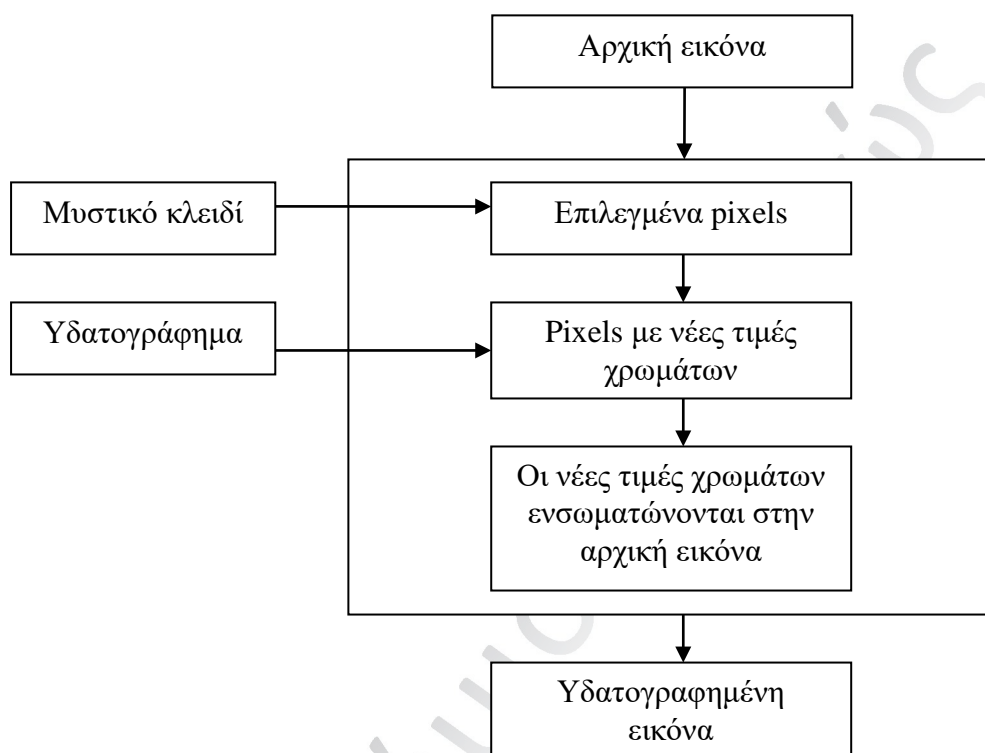 Αρχική εικόνα
Μυστικό κλειδί
Επιλεγμένα pixels
Υδατογράφημα
Pixels με νέες τιμές
χρωμάτων
Οι νέες τιμές χρωμάτων
ενσωματώνονται στην
αρχική εικόνα
Υδατογραφημένη
εικόνα